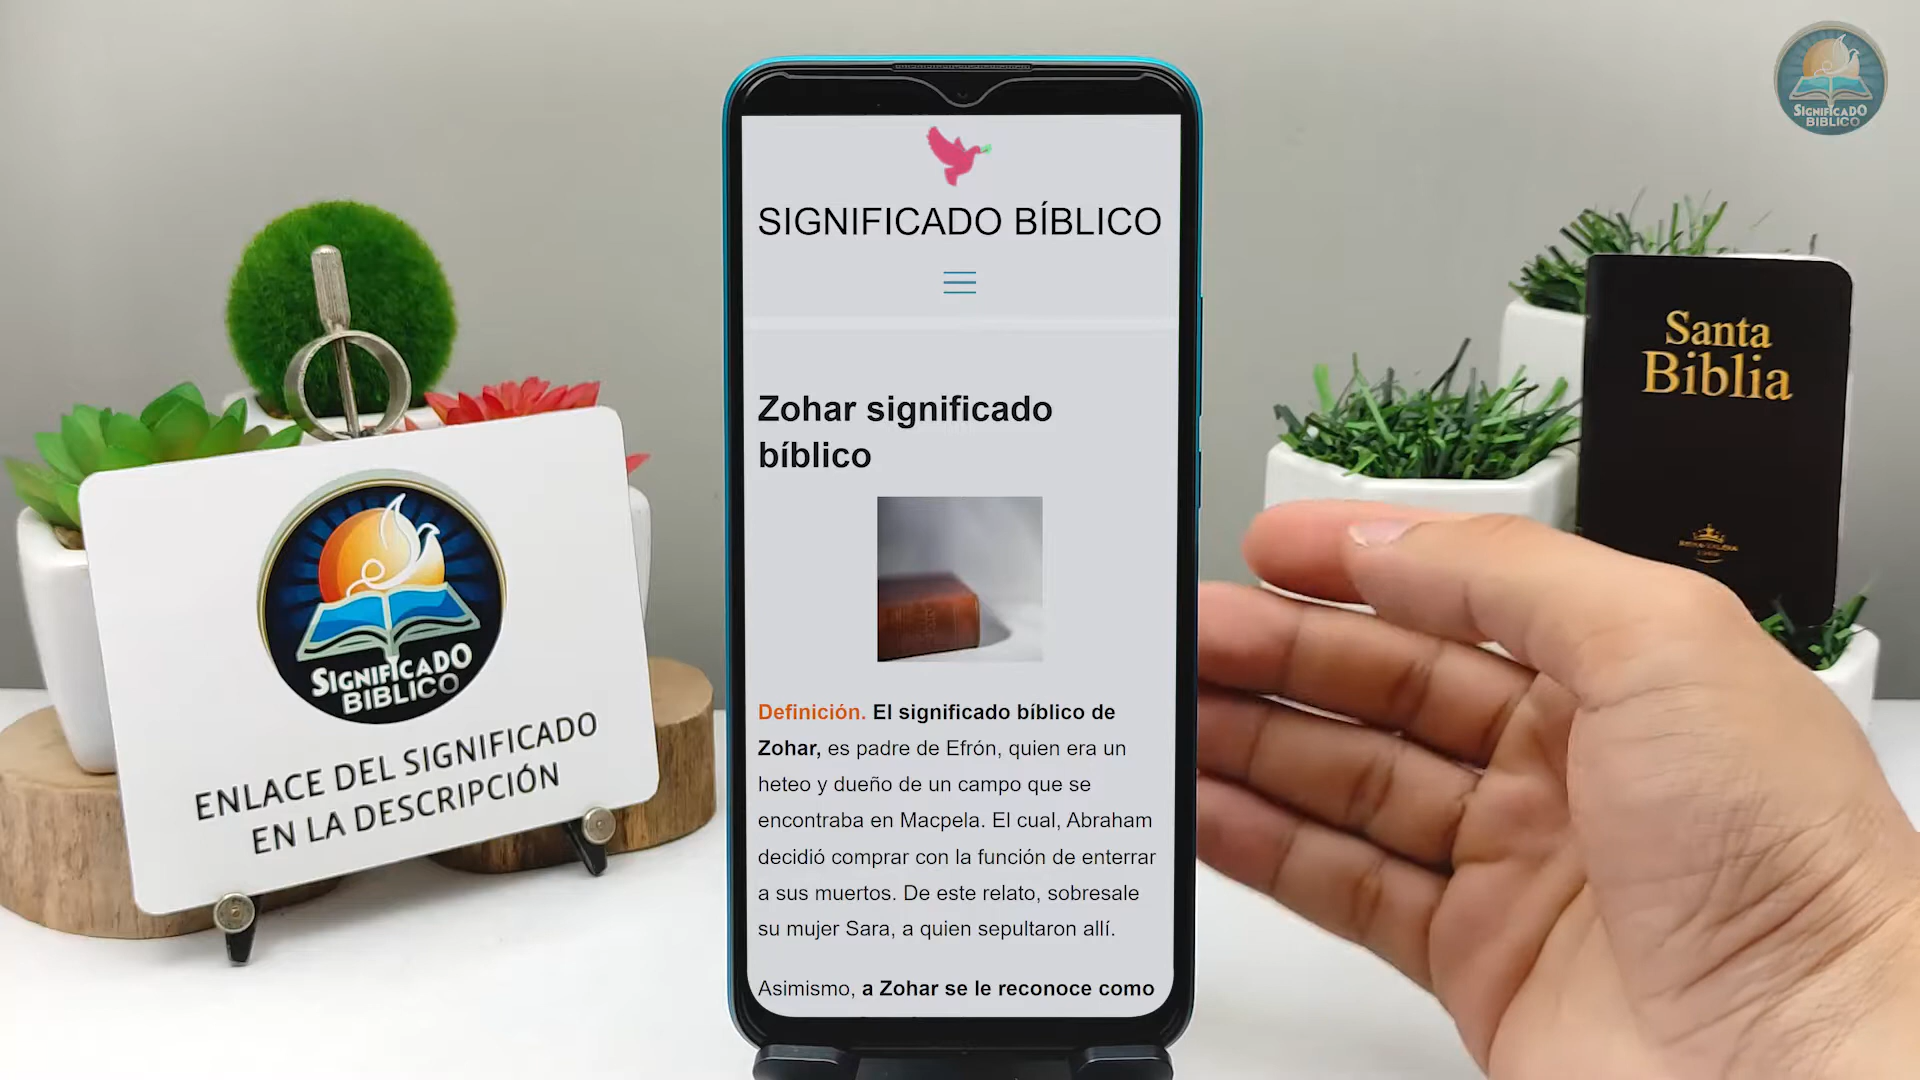 SIGNIFICADO
BIBLICO
SIGNIFICADO BÍBLICO
Zohar significado
bíblico
Definición. El significado bíblico de
Zohar, es padre de Efrón, quien era un
heteo y dueño de un campo que se
encontraba en Macpela. El cual, Abraham
decidió comprar con la función de enterrar
a sus muertos. De este relato, sobresale
su mujer Sara, a quien sepultaron allí.
Asimismo, a Zohar se le reconoce como
SIGNIFICADO
BIBLICO
ENLACE DEL SIGNIFICADO
EN LA DESCRIPCIÓN
Santa
Biblia